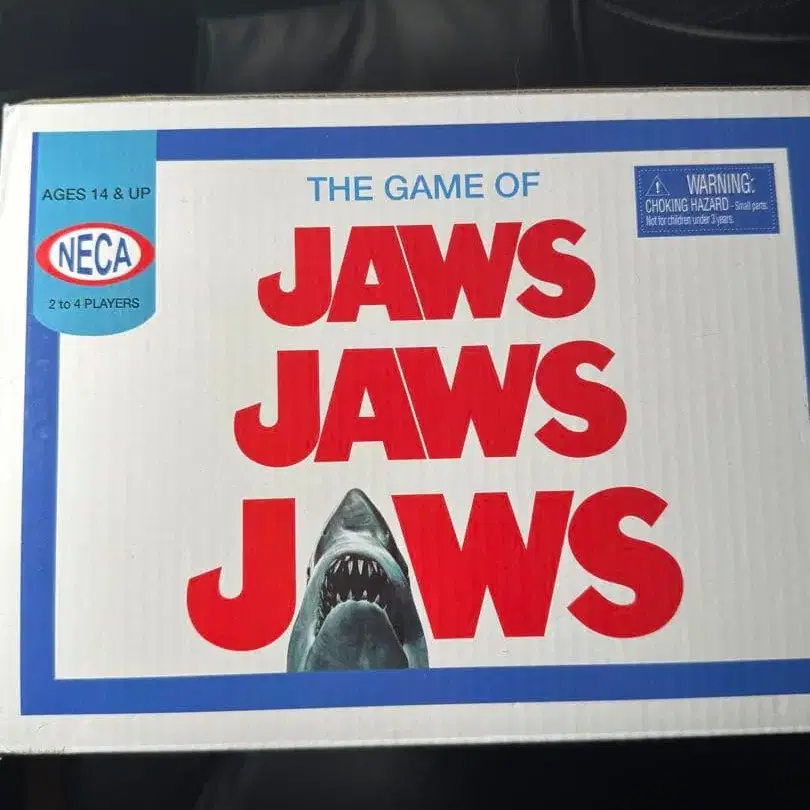 AGES 14 & UP
NECA
2 to 4 PLAYERS
THE GAME OF
JAWS
JAWS
JAWS
WARNING:
CHOKING HAZARD - Small parts.
Not for children under 3 years.